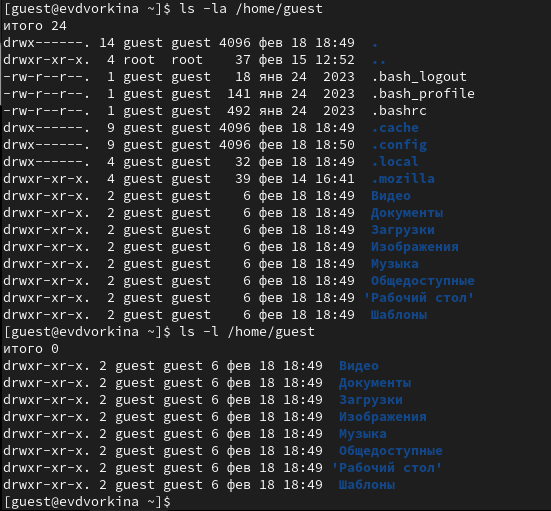 [guest@evdvorkina ~]$ ls -la /home/guest
итого 24
drwx------. 14 guest guest 4096 фев 18 18:49 .
drwxr-xr-x. 4 root root 37 фев 15 12:52 ..
-rw-r--r--. 1 guest guest 18 янв 24 2023 .bash_logout
-rw-r--r--. 1 guest guest 141 янв 24 2023 .bash_profile
-rw-r--r--. 1 guest guest 492 янв 24 2023 .bashrc
drwx------. 9 guest guest 4096 фев 18 18:49 .cache
drwx------. 9 guest guest 4096 фев 18 18:50 .config
drwx------. 4 guest guest 32 фев 18 18:49 .local
drwxr-xr-x. 4 guest guest 39 фев 14 16:41 .mozilla
drwxr-xr-x. 2 guest guest 6 фев 18 18:49 Видео
drwxr-xr-x. 2 guest guest 6 фев 18 18:49 Документы
drwxr-xr-x. 2 guest guest 6 фев 18 18:49 Загрузки
drwxr-xr-x. 2 guest guest 6 фев 18 18:49 Изображения
drwxr-xr-x. 2 guest guest 6 фев 18 18:49 Музыка
drwxr-xr-x. 2 guest guest 6 фев 18 18:49 Общедоступные
drwxr-xr-x. 2 guest guest 6 фев 18 18:49 'Рабочий стол'
drwxr-xr-x. 2 guest guest 6 фев 18 18:49 Шаблоны
[guest@evdvorkina ~]$ ls -l /home/guest
итого 0
drwxr-xr-x. 2 guest guest 6 фев 18 18:49 Видео
drwxr-xr-x. 2 guest guest 6 фев 18 18:49 Документы
drwxr-xr-x. 2 guest guest 6 фев 18 18:49 Загрузки
drwxr-xr-x. 2 guest guest 6 фев 18 18:49 Изображения
drwxr-xr-x. 2 guest guest 6 фев 18 18:49 Музыка
drwxr-xr-x. 2 guest guest 6 фев 18 18:49 Общедоступные
drwxr-xr-x. 2 guest guest 6 фев 18 18:49 'Рабочий стол'
drwxr-xr-x. 2 guest guest 6 фев 18 18:49 Шаблоны
[guest@evdvorkina ~]$